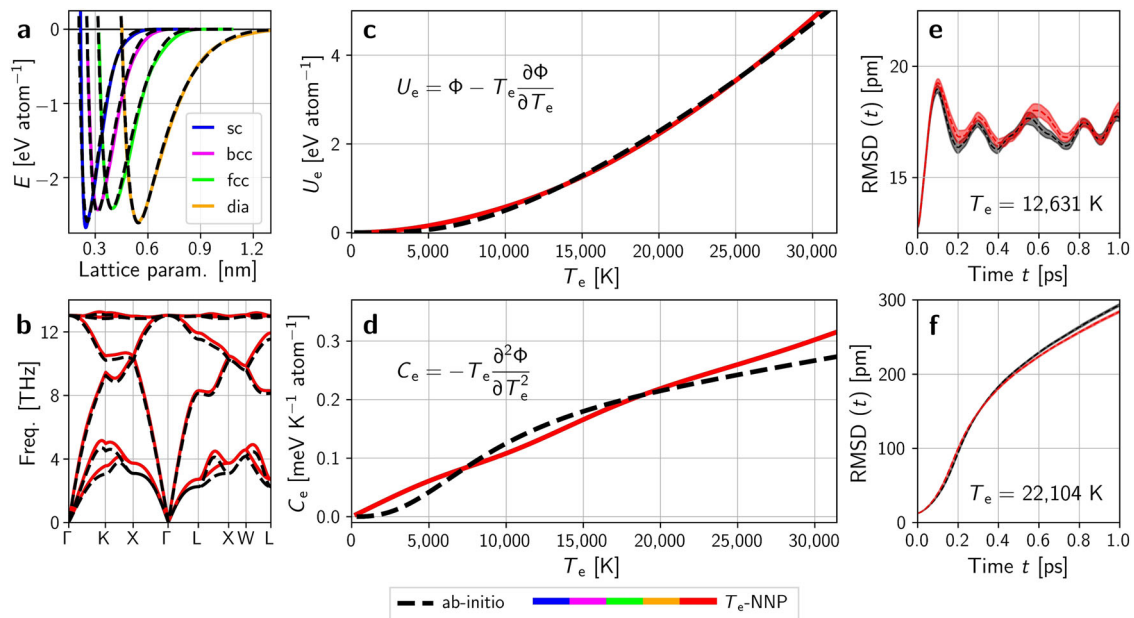 a
E [eV atom⁻¹]
0
−1
−2
sc
bcc
fcc
dia
0.3 0.6 0.9 1.2
Lattice param. [nm]
b
Freq. [THz]
12
8
4
0
Γ K X Γ L X W L
c
U_e [eV atom⁻¹]
4
2
0
U_e = Φ − T_e ∂Φ/∂T_e
0 5,000 10,000 15,000 20,000 25,000 30,000
T_e [K]
d
C_e [meV K⁻¹ atom⁻¹]
0.3
0.2
0.1
0.0
C_e = −T_e ∂²Φ/∂T_e²
0 5,000 10,000 15,000 20,000 25,000 30,000
T_e [K]
e
RMSD (t) [pm]
20
15
T_e = 12,631 K
0.0 0.2 0.4 0.6 0.8 1.0
Time t [ps]
f
RMSD (t) [pm]
300
200
100
0
T_e = 22,104 K
0.0 0.2 0.4 0.6 0.8 1.0
Time t [ps]
ab-initio
T_e-NNP